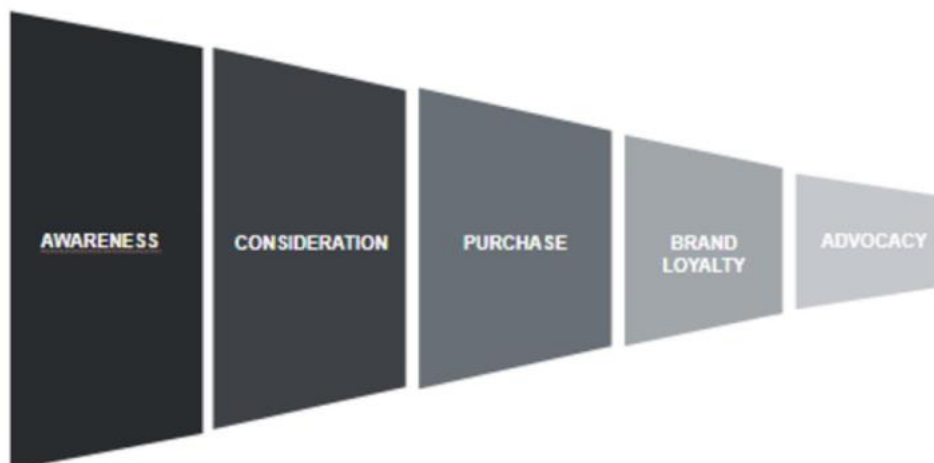 AWARENESS
CONSIDERATION
PURCHASE
BRAND
LOYALTY
ADVOCACY